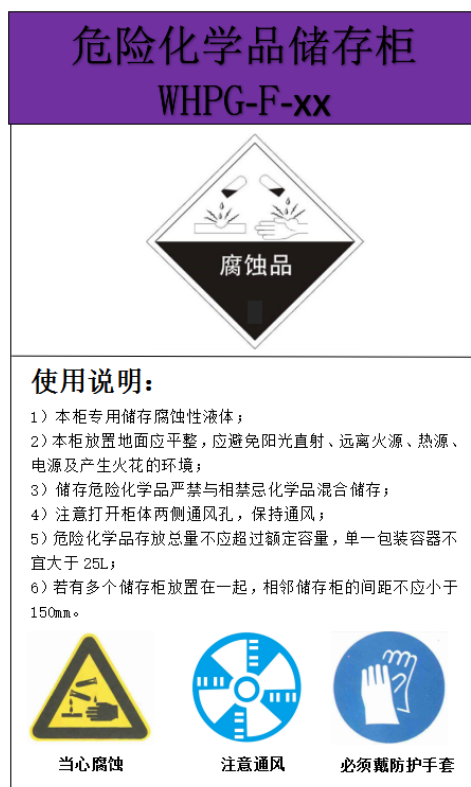 危险化学品储存柜
WHPG-F-xx
腐蚀品
使用说明：
1）本柜专用储存腐蚀性液体；
2）本柜放置地面应平整，应避免阳光直射、远离火源、热源、
电源及产生火花的环境；
3）储存危险化学品严禁与相禁忌化学品混合储存；
4）注意打开柜体两侧通风孔，保持通风；
5）危险化学品存放总量不应超过额定容量，单一包装容器不
宜大于 25L；
6）若有多个储存柜放置在一起，相邻储存柜的间距不应小于
150mm。
当心腐蚀
注意通风
必须戴防护手套